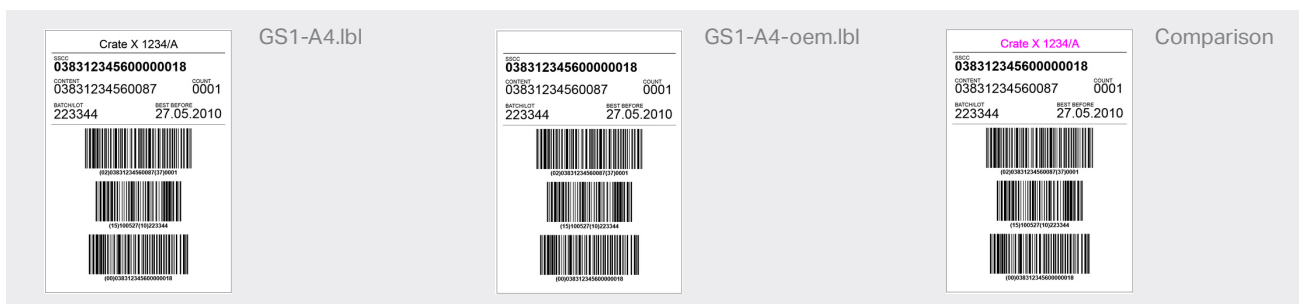 Crate X 1234/A
SSCC
038312345600000018
CONTENT COUNT
03831234560087 0001
BATCH/LOT BEST BEFORE
223344 27.05.2010
(02)03831234560087(37)0001
(15)100527(10)223344
(00)038312345600000018
GS1-A4.lbl
SSCC
038312345600000018
CONTENT COUNT
03831234560087 0001
BATCH/LOT BEST BEFORE
223344 27.05.2010
(02)03831234560087(37)0001
(15)100527(10)223344
(00)038312345600000018
GS1-A4-oem.lbl
Crate X 1234/A
SSCC
038312345600000018
CONTENT COUNT
03831234560087 0001
BATCH/LOT BEST BEFORE
223344 27.05.2010
(02)03831234560087(37)0001
(15)100527(10)223344
(00)038312345600000018
Comparison